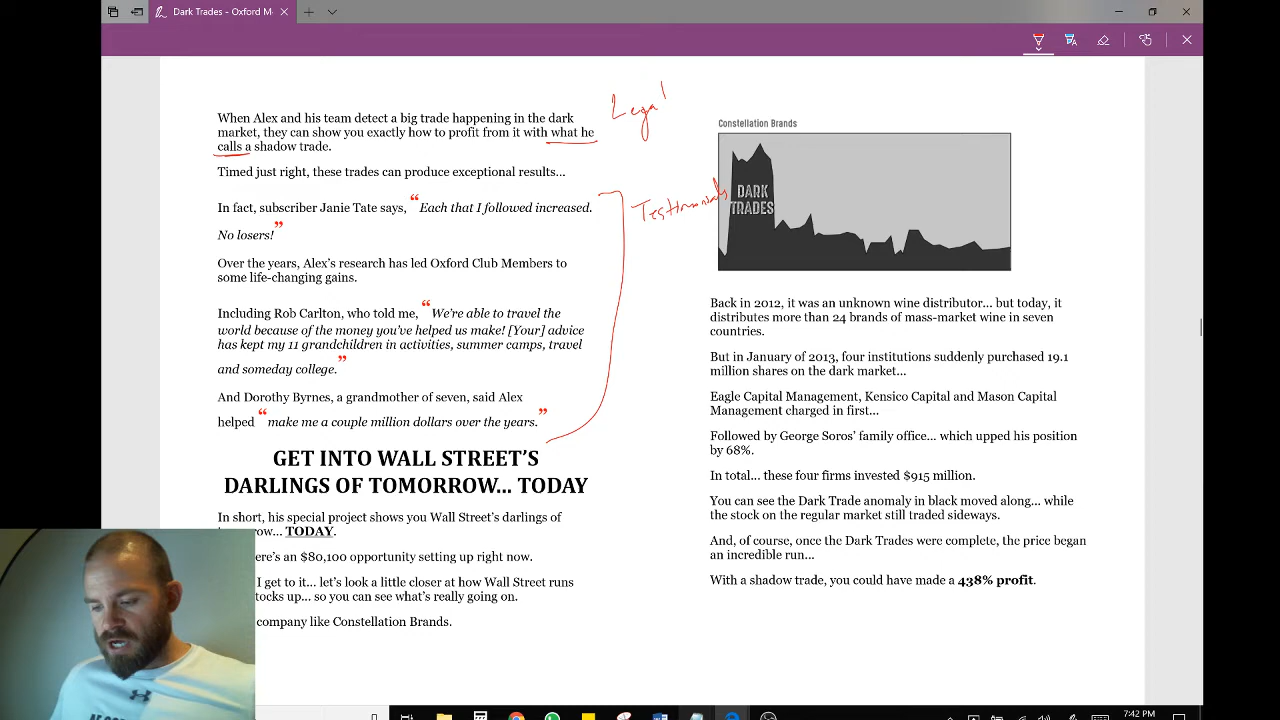 Dark Trades - Oxford M
When Alex and his team detect a big trade happening in the dark
market, they can show you exactly how to profit from it with what he
calls a shadow trade.
Legal
Timed just right, these trades can produce exceptional results...
In fact, subscriber Janie Tate says, “Each that I followed increased.
No losers!”
Testimonials
Over the years, Alex's research has led Oxford Club Members to
some life-changing gains.
Including Rob Carlton, who told me, “We're able to travel the
world because of the money you've helped us make! [Your] advice
has kept my 11 grandchildren in activities, summer camps, travel
and someday college.”
And Dorothy Byrnes, a grandmother of seven, said Alex
helped “make me a couple million dollars over the years.”
GET INTO WALL STREET'S
DARLINGS OF TOMORROW... TODAY
In short, his special project shows you Wall Street's darlings of
TODAY.
an $80,100 opportunity setting up right now.
I get to it... let's look a little closer at how Wall Street runs
up... so you can see what's really going on.
company like Constellation Brands.
Constellation Brands
DARK
TRADES
Back in 2012, it was an unknown wine distributor... but today, it
distributes more than 24 brands of mass-market wine in seven
countries.
But in January of 2013, four institutions suddenly purchased 19.1
million shares on the dark market...
Eagle Capital Management, Kensico Capital and Mason Capital
Management charged in first...
Followed by George Soros' family office... which upped his position
by 68%.
In total... these four firms invested $915 million.
You can see the Dark Trade anomaly in black moved along... while
the stock on the regular market still traded sideways.
And, of course, once the Dark Trades were complete, the price began
an incredible run...
With a shadow trade, you could have made a 438% profit.
7:42 PM